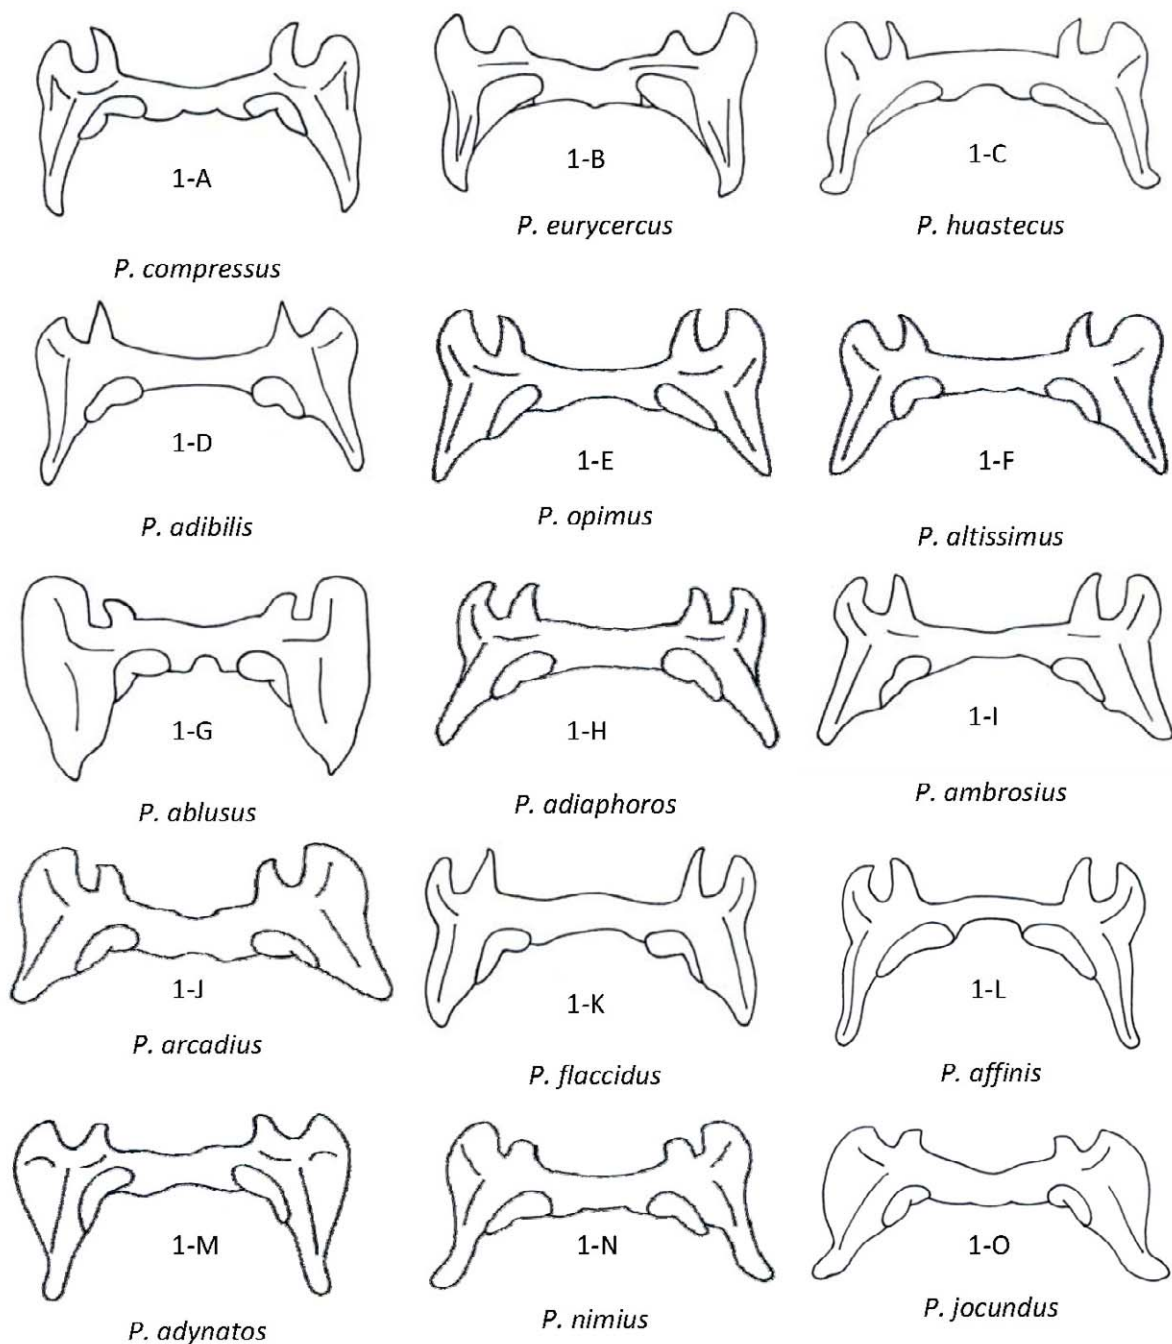 1-A
P. compressus
1-B
P. eurycercus
1-C
P. huastecus
1-D
P. adibilis
1-E
P. opimus
1-F
P. altissimus
1-G
P. ablusus
1-H
P. adiaphoros
1-I
P. ambrosius
1-J
P. arcadius
1-K
P. flaccidus
1-L
P. affinis
1-M
P. adynatos
1-N
P. nimius
1-O
P. jocundus